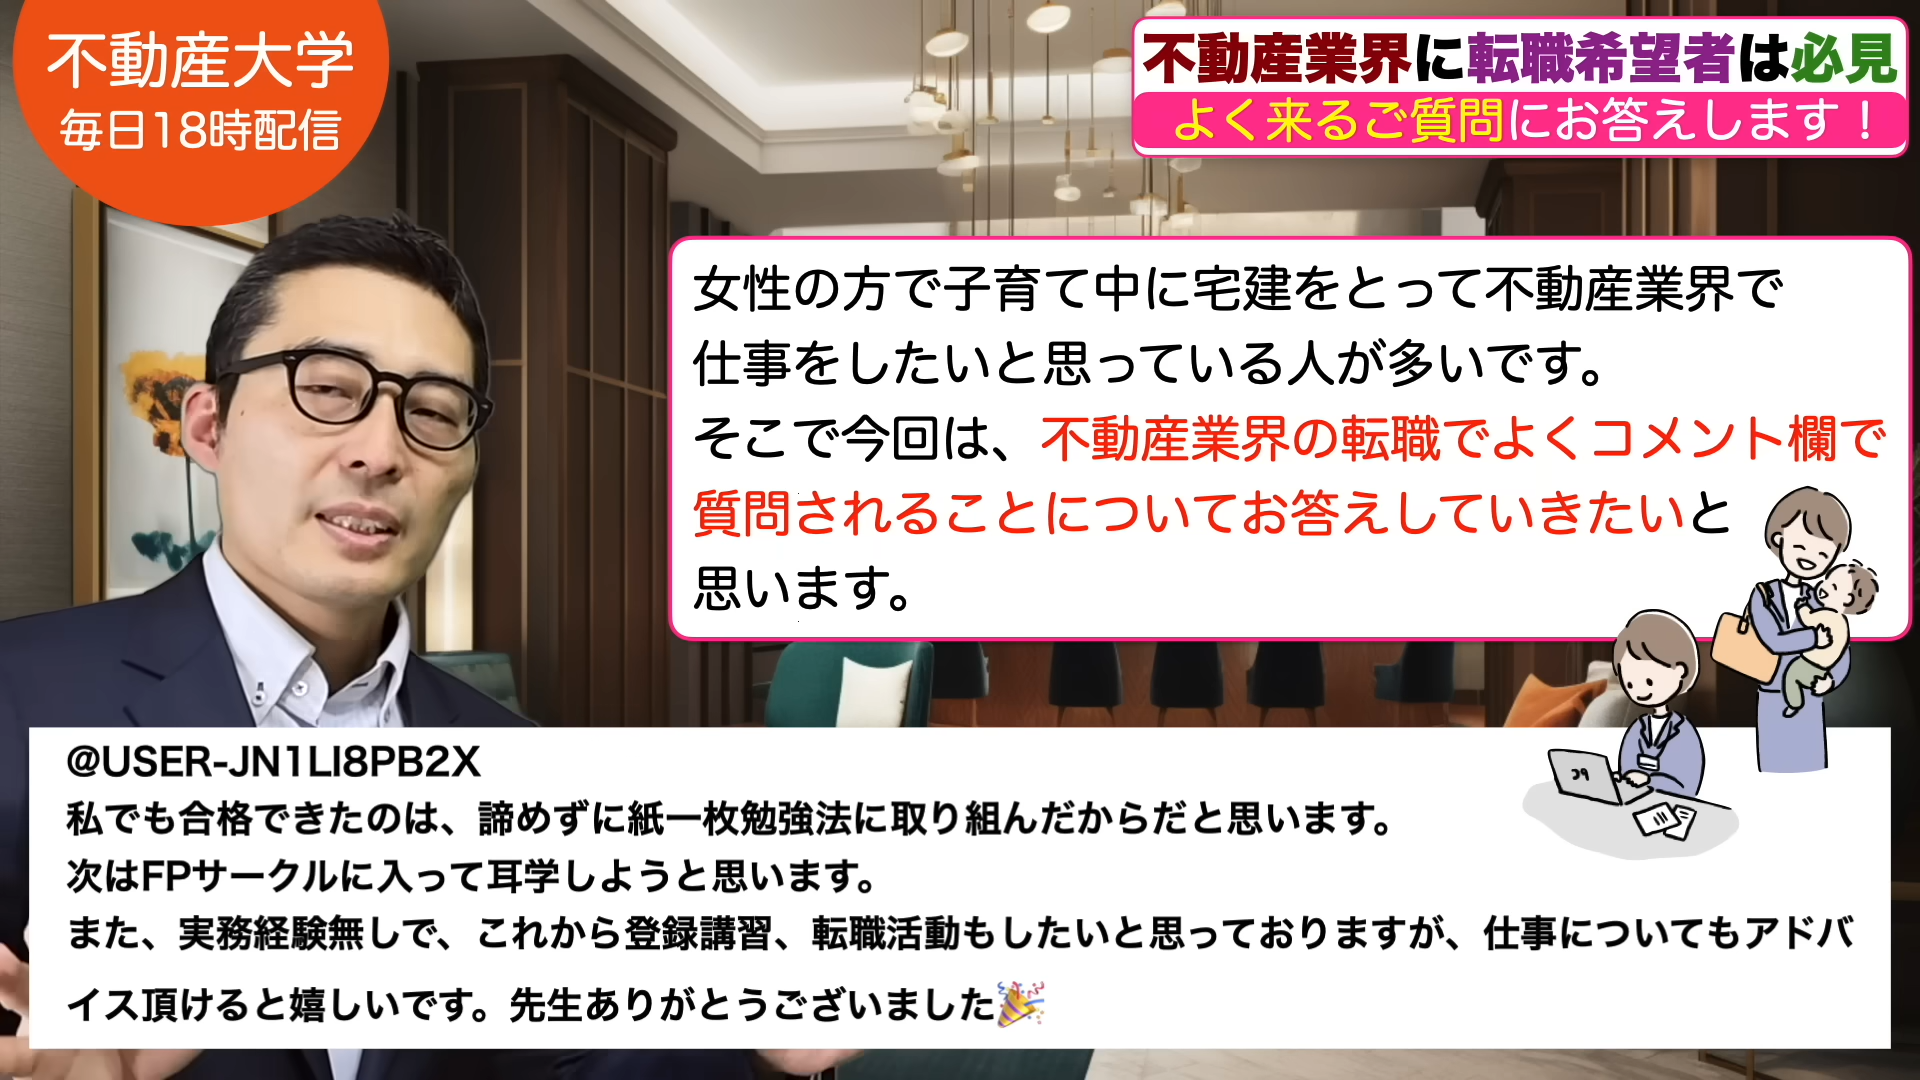 不動産大学
毎日18時配信
不動産業界に転職希望者は必見
よく来るご質問にお答えします！
女性の方で子育て中に宅建をとって不動産業界で
仕事をしたいと思っている人が多いです。
そこで今回は、不動産業界の転職でよくコメント欄で
質問されることについてお答えしていきたいと
思います。
@USER-JN1LI8PB2X
私でも合格できたのは、諦めずに紙一枚勉強法に取り組んだからだと思います。
次はFPサークルに入って耳学しようと思います。
また、実務経験無しで、これから登録講習、転職活動もしたいと思っておりますが、仕事についてもアドバ
イス頂けると嬉しいです。先生ありがとうございました🎉